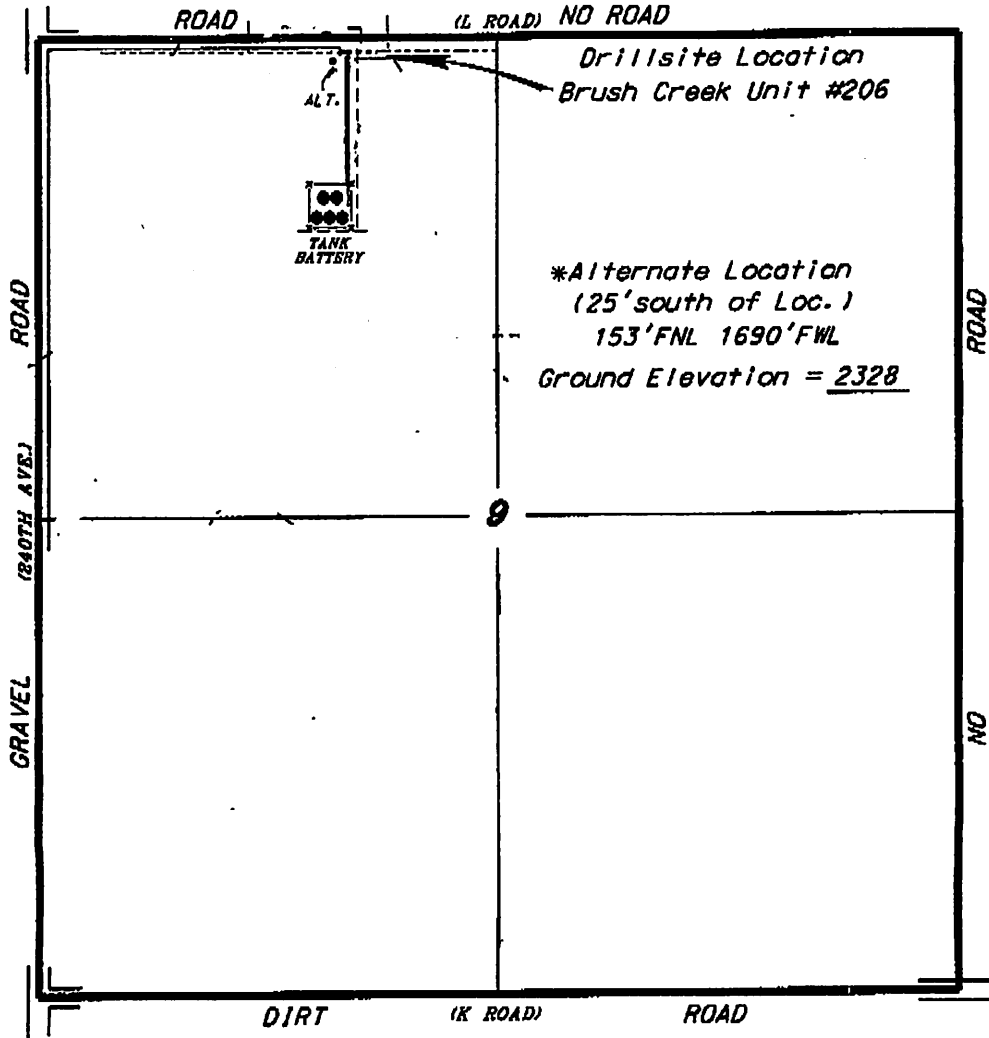 ROAD (L ROAD) NO ROAD
Drillsite Location
Brush Creek Unit #206
ALT.
TANK
BATTERY
*Alternate Location
(25'south of Loc.)
153'FNL 1690'FWL
Ground Elevation = 2328
ROAD
ROAD
(840TH AVE.)
9
GRAVEL
NO
DIRT (K ROAD) ROAD